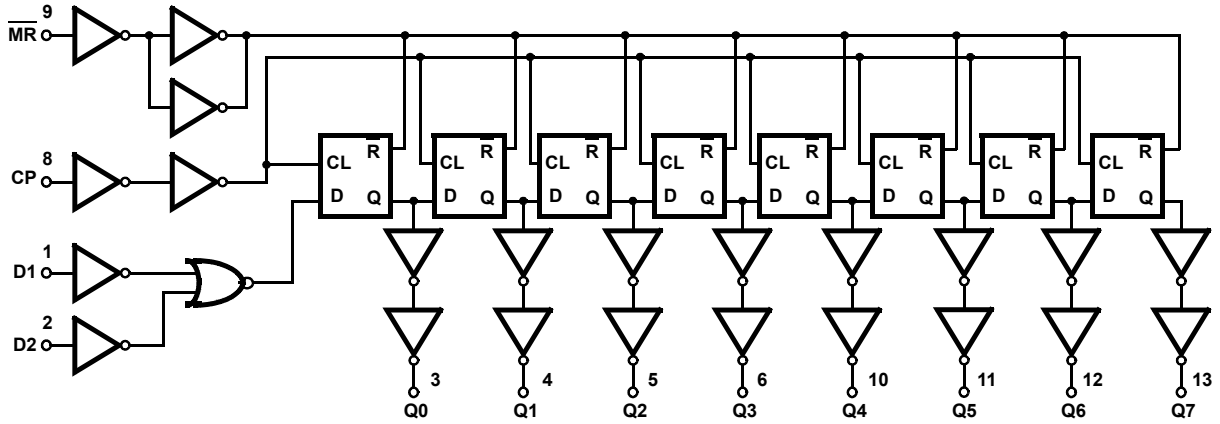 9
MR
8
CP
CL R D Q
CL R D Q
CL R D Q
CL R D Q
CL R D Q
CL R D Q
CL R D Q
CL R D Q
1
D1
2
D2
3 4 5 6 10 11 12 13
Q0 Q1 Q2 Q3 Q4 Q5 Q6 Q7